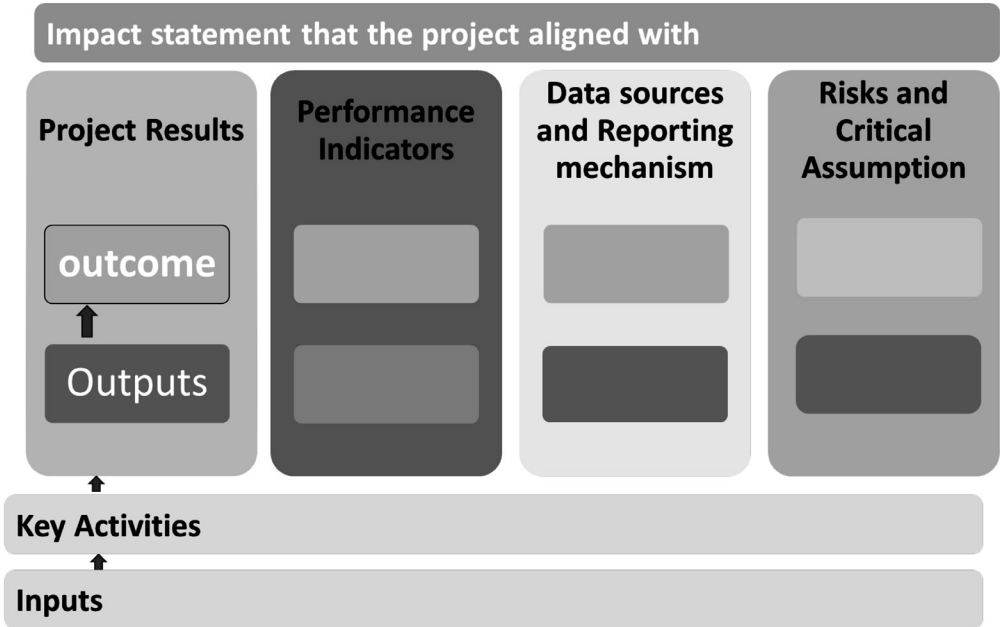 Impact statement that the project aligned with
Project Results
Performance
Indicators
Data sources
and Reporting
mechanism
Risks and
Critical
Assumption
outcome
Outputs
Key Activities
Inputs